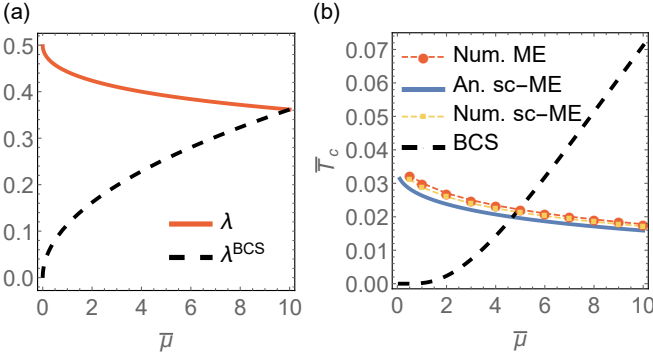 (a)
0.5
0.4
0.3
0.2
0.1
0.0
λ
λ^BCS
0 2 4 6 8 10
μ̅
(b)
0.07
0.06
0.05
0.04
0.03
0.02
0.01
0.00
T̅_c
Num. ME
An. sc-ME
Num. sc-ME
BCS
0 2 4 6 8 10
μ̅